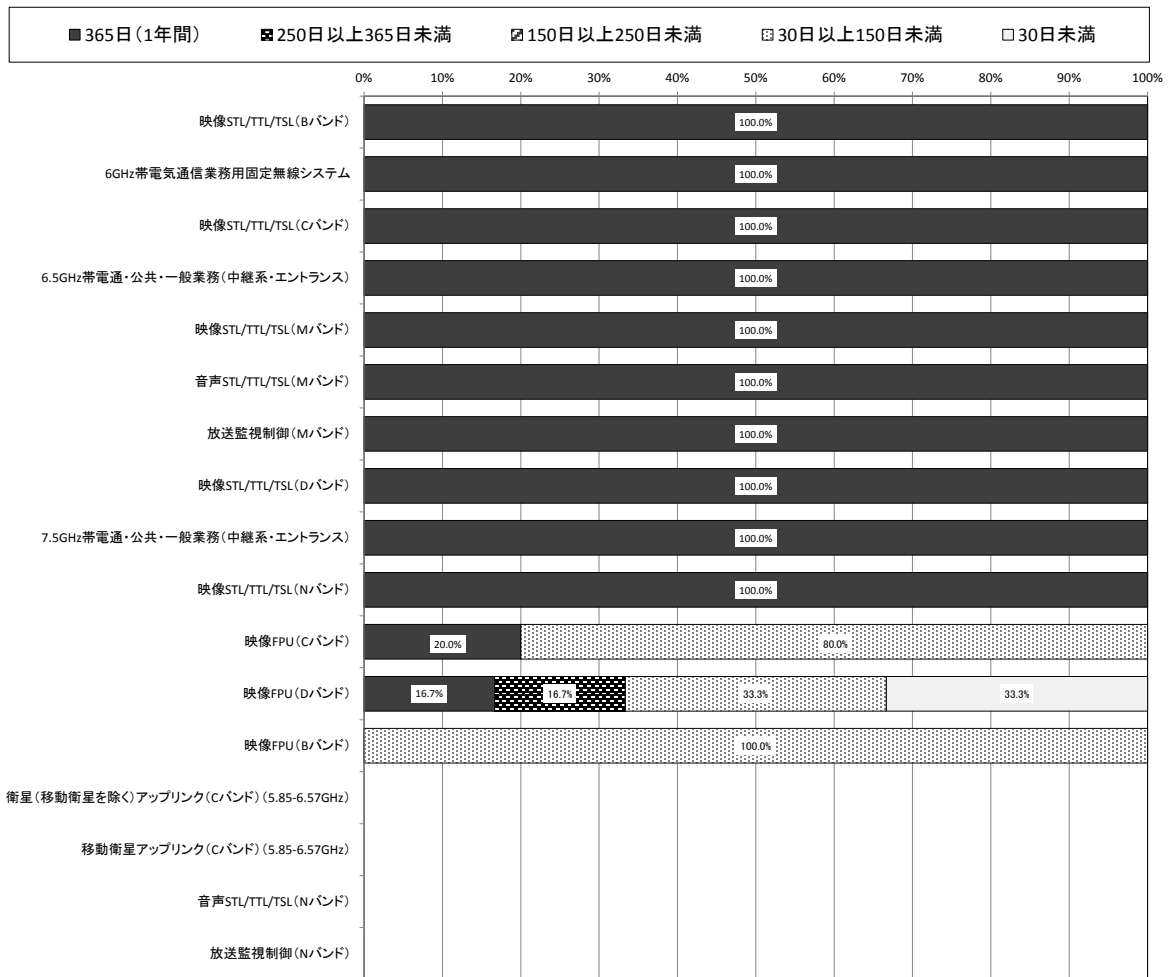 365日（1年間） 250日以上365日未満 150日以上250日未満 30日以上150日未満 30日未満
0% 10% 20% 30% 40% 50% 60% 70% 80% 90% 100%
映像STL/TTL/TSL（Bバンド） 100.0%
6GHz帯電気通信業務用固定無線システム 100.0%
映像STL/TTL/TSL（Cバンド） 100.0%
6.5GHz帯電通・公共・一般業務（中継系・エントランス） 100.0%
映像STL/TTL/TSL（Mバンド） 100.0%
音声STL/TTL/TSL（Mバンド） 100.0%
放送監視制御（Mバンド） 100.0%
映像STL/TTL/TSL（Dバンド） 100.0%
7.5GHz帯電通・公共・一般業務（中継系・エントランス） 100.0%
映像STL/TTL/TSL（Nバンド） 100.0%
映像FPU（Cバンド） 20.0% 80.0%
映像FPU（Dバンド） 16.7% 16.7% 33.3% 33.3%
映像FPU（Bバンド） 100.0%
衛星（移動衛星を除く）アップリンク（Cバンド）（5.85-6.57GHz）
移動衛星アップリンク（Cバンド）（5.85-6.57GHz）
音声STL/TTL/TSL（Nバンド）
放送監視制御（Nバンド）